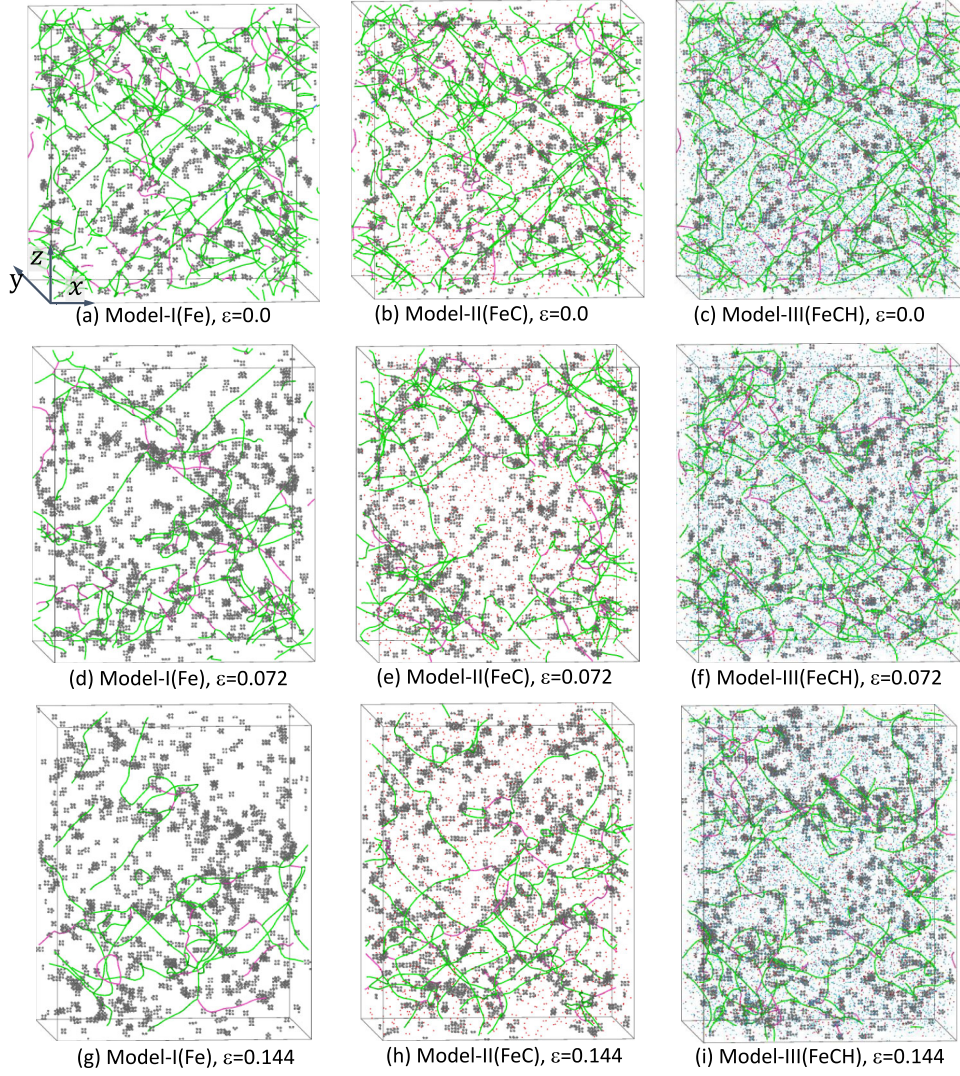 z
y
x
(a) Model-I(Fe), ε=0.0
(b) Model-II(FeC), ε=0.0
(c) Model-III(FeCH), ε=0.0
(d) Model-I(Fe), ε=0.072
(e) Model-II(FeC), ε=0.072
(f) Model-III(FeCH), ε=0.072
(g) Model-I(Fe), ε=0.144
(h) Model-II(FeC), ε=0.144
(i) Model-III(FeCH), ε=0.144